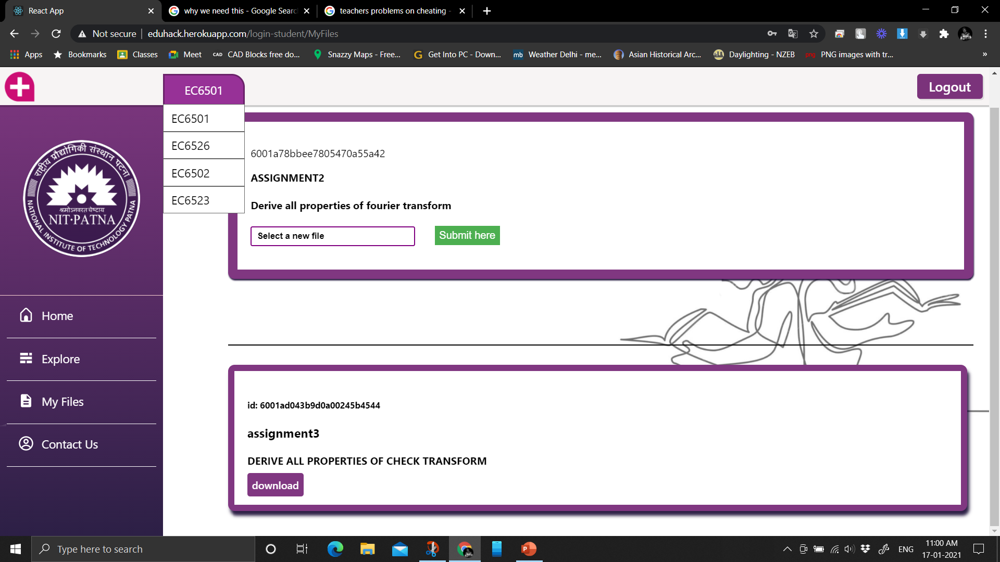 React App
why we need this - Google Searc
teachers problems on cheating -
Not secure
eduhack.herokuapp.com/login-student/MyFiles
Apps
Bookmarks
Classes
Meet
CAD
CAD Blocks free do...
Snazzy Maps - Free...
Get Into PC - Down...
mb
Weather Delhi - me...
Asian Historical Arc...
Daylighting - NZEB
png
PNG images with tr...
»
EC6501
Logout
EC6501
EC6526
EC6502
EC6523
राष्ट्रीय प्रौद्योगिकी संस्थान पटना
श्रमोऽनवरत चेष्टाय
NIT-PATNA
NATIONAL INSTITUTE OF TECHNOLOGY PATNA
Home
Explore
My Files
Contact Us
6001a78bbee7805470a55a42
ASSIGNMENT2
Derive all properties of fourier transform
Select a new file
Submit here
id: 6001ad043b9d0a00245b4544
assignment3
DERIVE ALL PROPERTIES OF CHECK TRANSFORM
download
Type here to search
ENG
11:00 AM
17-01-2021